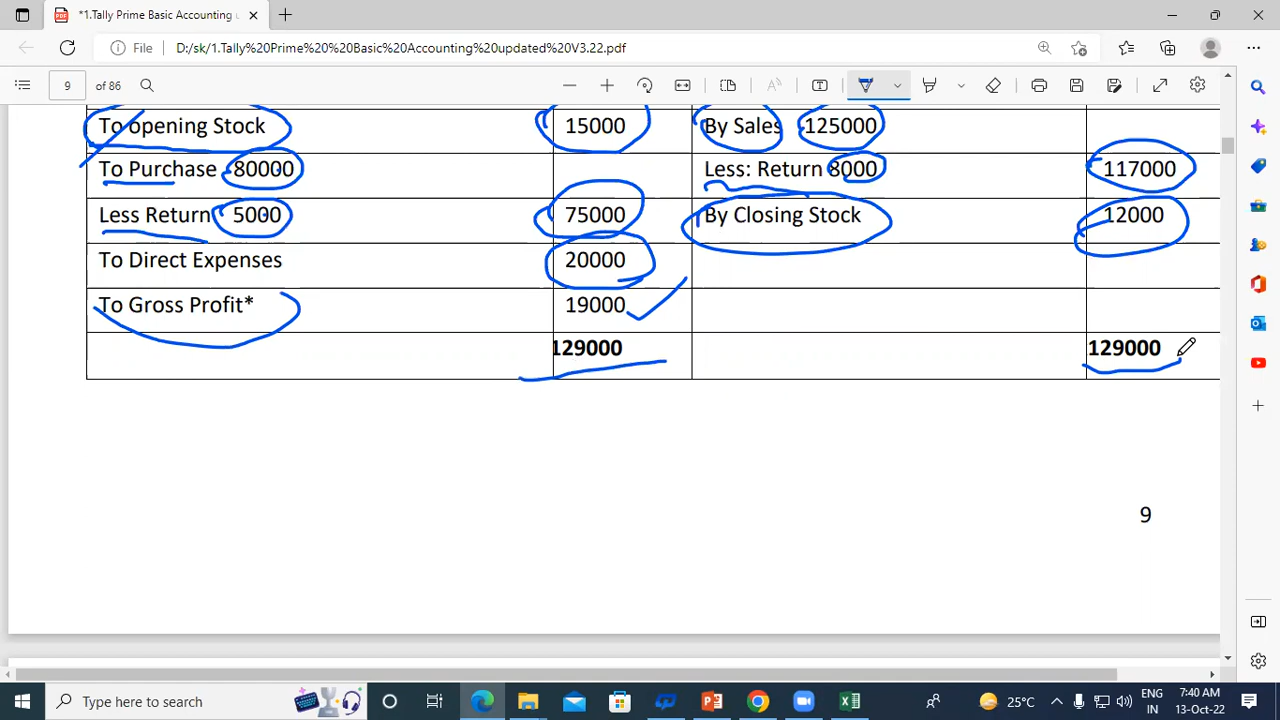 *1.Tally Prime Basic Accounting
File
D:/sk/1.Tally%20Prime%20%20Basic%20Accounting%20updated%20V3.22.pdf
9 of 86
To opening Stock 15000 By Sales 125000
To Purchase 80000 Less: Return 8000 117000
Less Return 5000 75000 By Closing Stock 12000
To Direct Expenses 20000
To Gross Profit* 19000
129000 129000
9
Type here to search
25°C
ENG
IN
7:40 AM
13-Oct-22